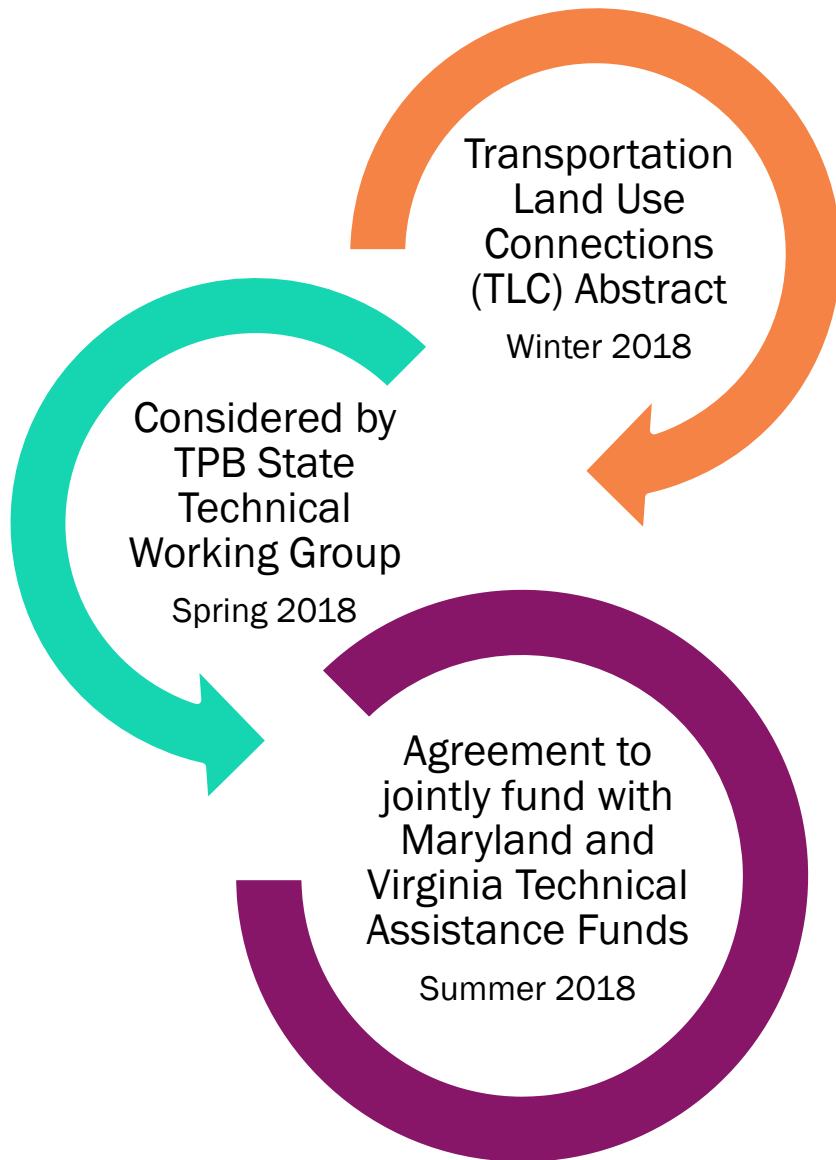 Transportation
Land Use
Connections
(TLC) Abstract
Winter 2018
Considered by
TPB State
Technical
Working Group
Spring 2018
Agreement to
jointly fund with
Maryland and
Virginia Technical
Assistance Funds
Summer 2018